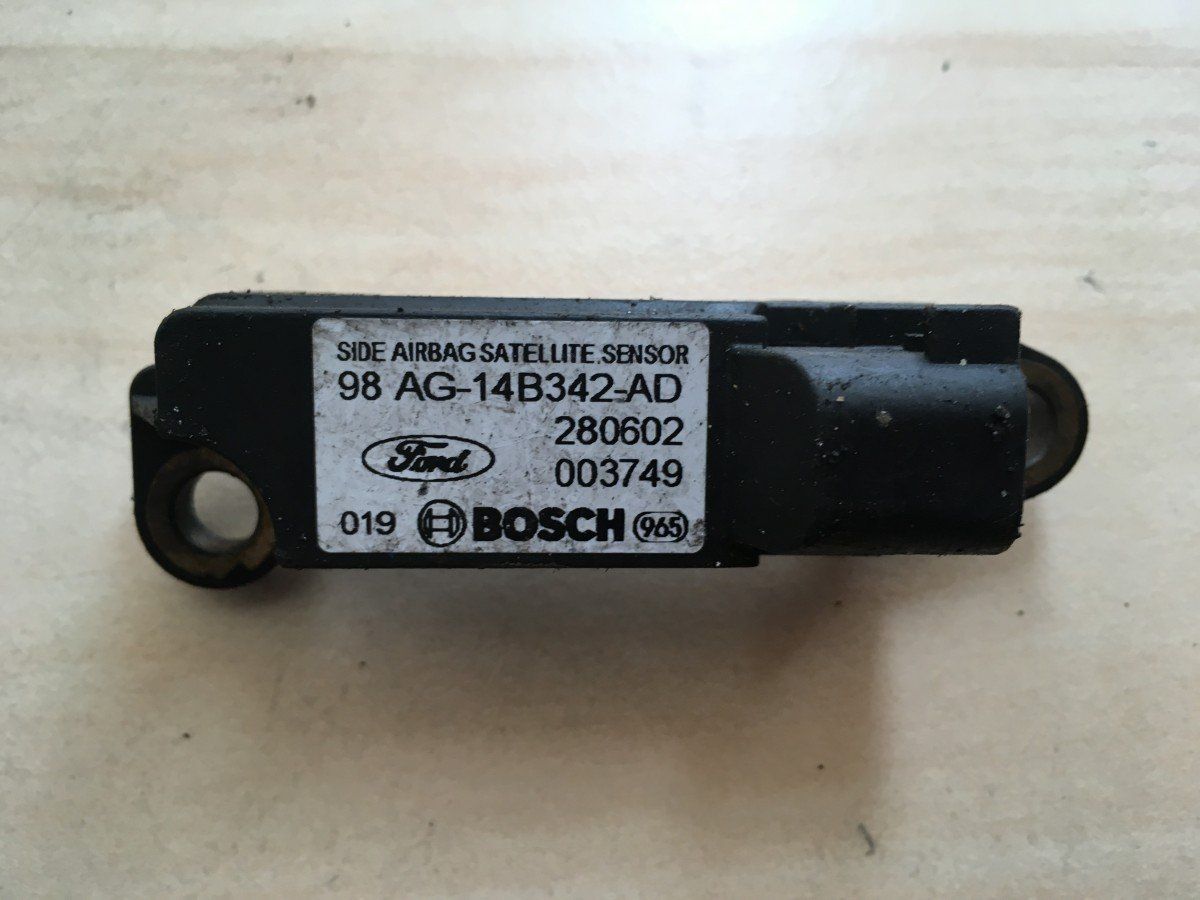 SIDE AIRBAG SATELLITE.SENSOR
98 AG-14B342-AD
280602
Ford 003749
019 BOSCH 965